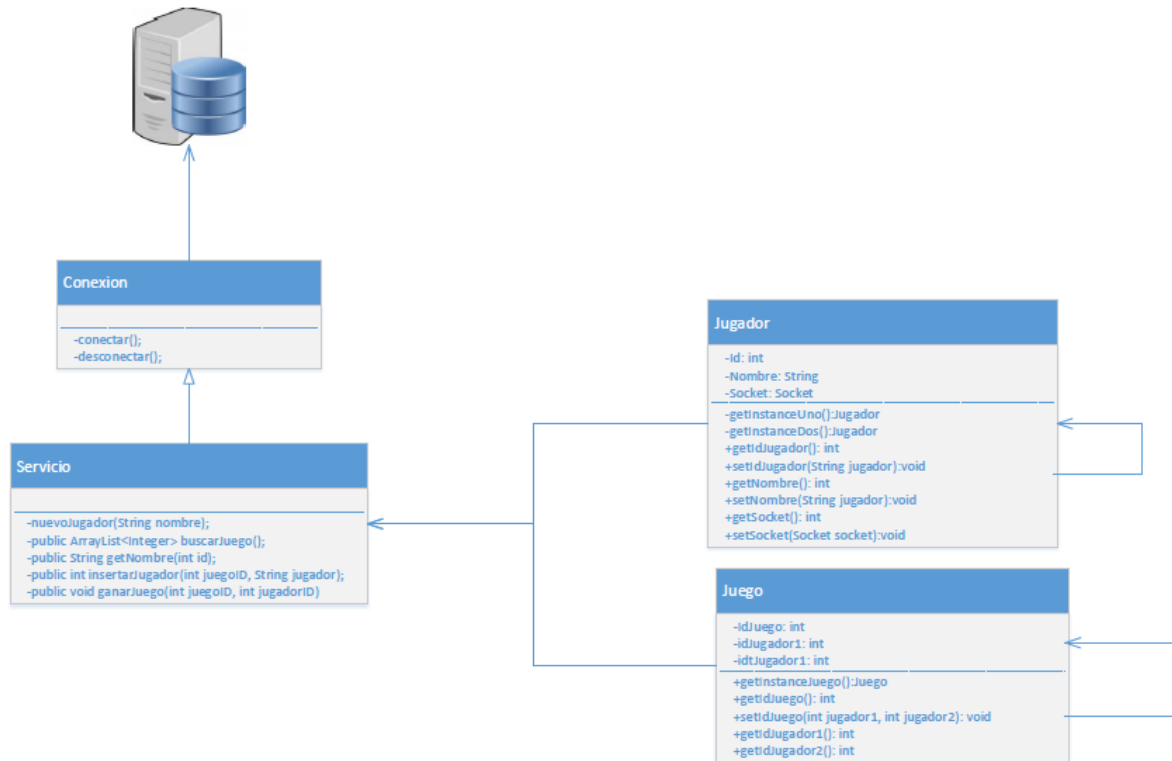 Conexion
-conectar();
-desconectar();
Servicio
-nuevoJugador(String nombre);
-public ArrayList<Integer> buscarJuego();
-public String getNombre(int id);
-public int insertarJugador(int juegoID, String jugador);
-public void ganarJuego(int juegoID, int jugadorID)
Jugador
-Id: int
-Nombre: String
-Socket: Socket
-getInstanceUno():Jugador
-getInstanceDos():Jugador
+getIdJugador(): int
+setIdJugador(String jugador):void
+getNombre(): int
+setNombre(String jugador):void
+getSocket(): int
+setSocket(Socket socket):void
Juego
-IdJuego: int
-idJugador1: int
-idtJugador1: int
+getInstanceJuego():Juego
+getIdJuego(): int
+setIdJuego(int jugador1, int jugador2): void
+getIdJugador1(): int
+getIdJugador2(): int